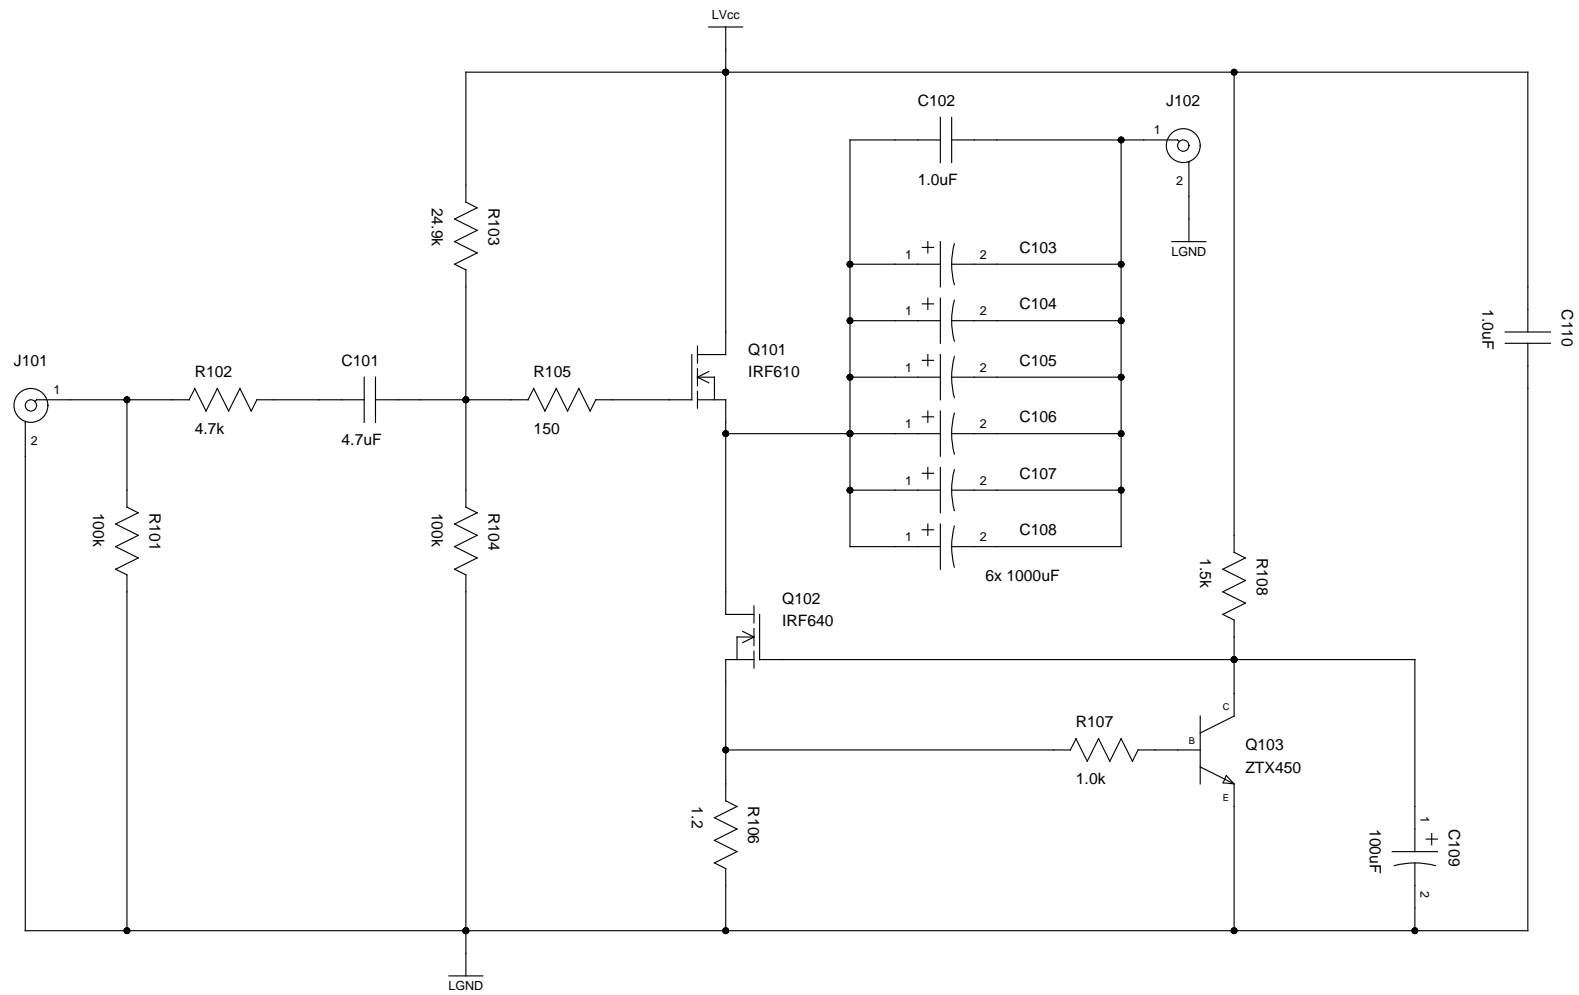 LVcc
C102
J102
1
1.0uF
2
LGND
R103
24.9k
1 + 2 C103
1 + 2 C104
1 + 2 C105
1 + 2 C106
1 + 2 C107
1 + 2 C108
6x 1000uF
C110
1.0uF
J101
1
2
R102
4.7k
C101
4.7uF
R105
150
Q101
IRF610
R101
100k
R104
100k
R108
1.5k
Q102
IRF640
R107
1.0k
C
B
E
Q103
ZTX450
R106
1.2
1 +
C109
100uF
2
LGND